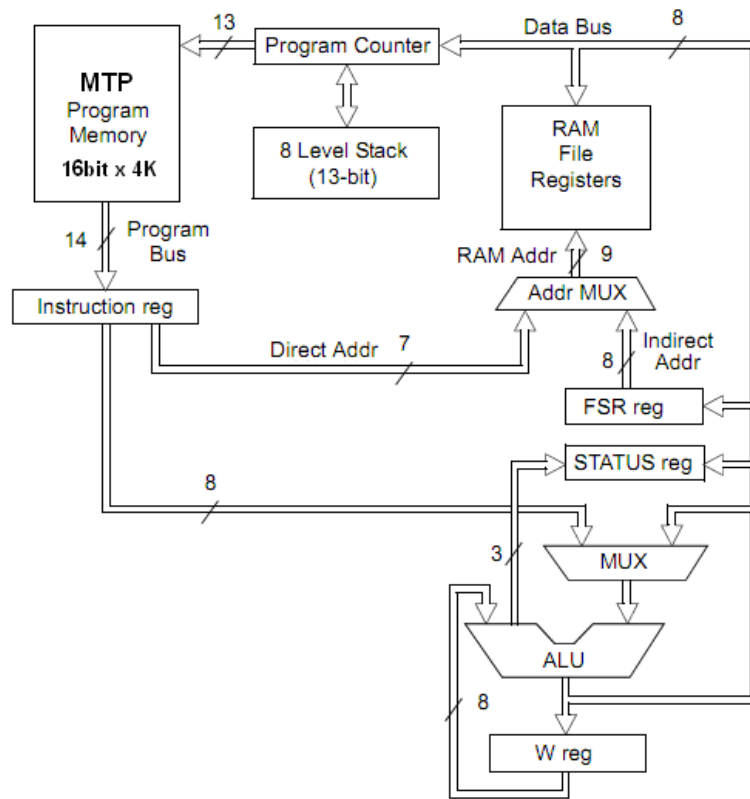 13
Program Counter
Data Bus
8
MTP
Program
Memory
16bit x 4K
8 Level Stack
(13-bit)
RAM
File
Registers
14
Program
Bus
RAM Addr
9
Instruction reg
Addr MUX
Direct Addr
7
Indirect
Addr
8
FSR reg
STATUS reg
8
3
MUX
ALU
8
W reg